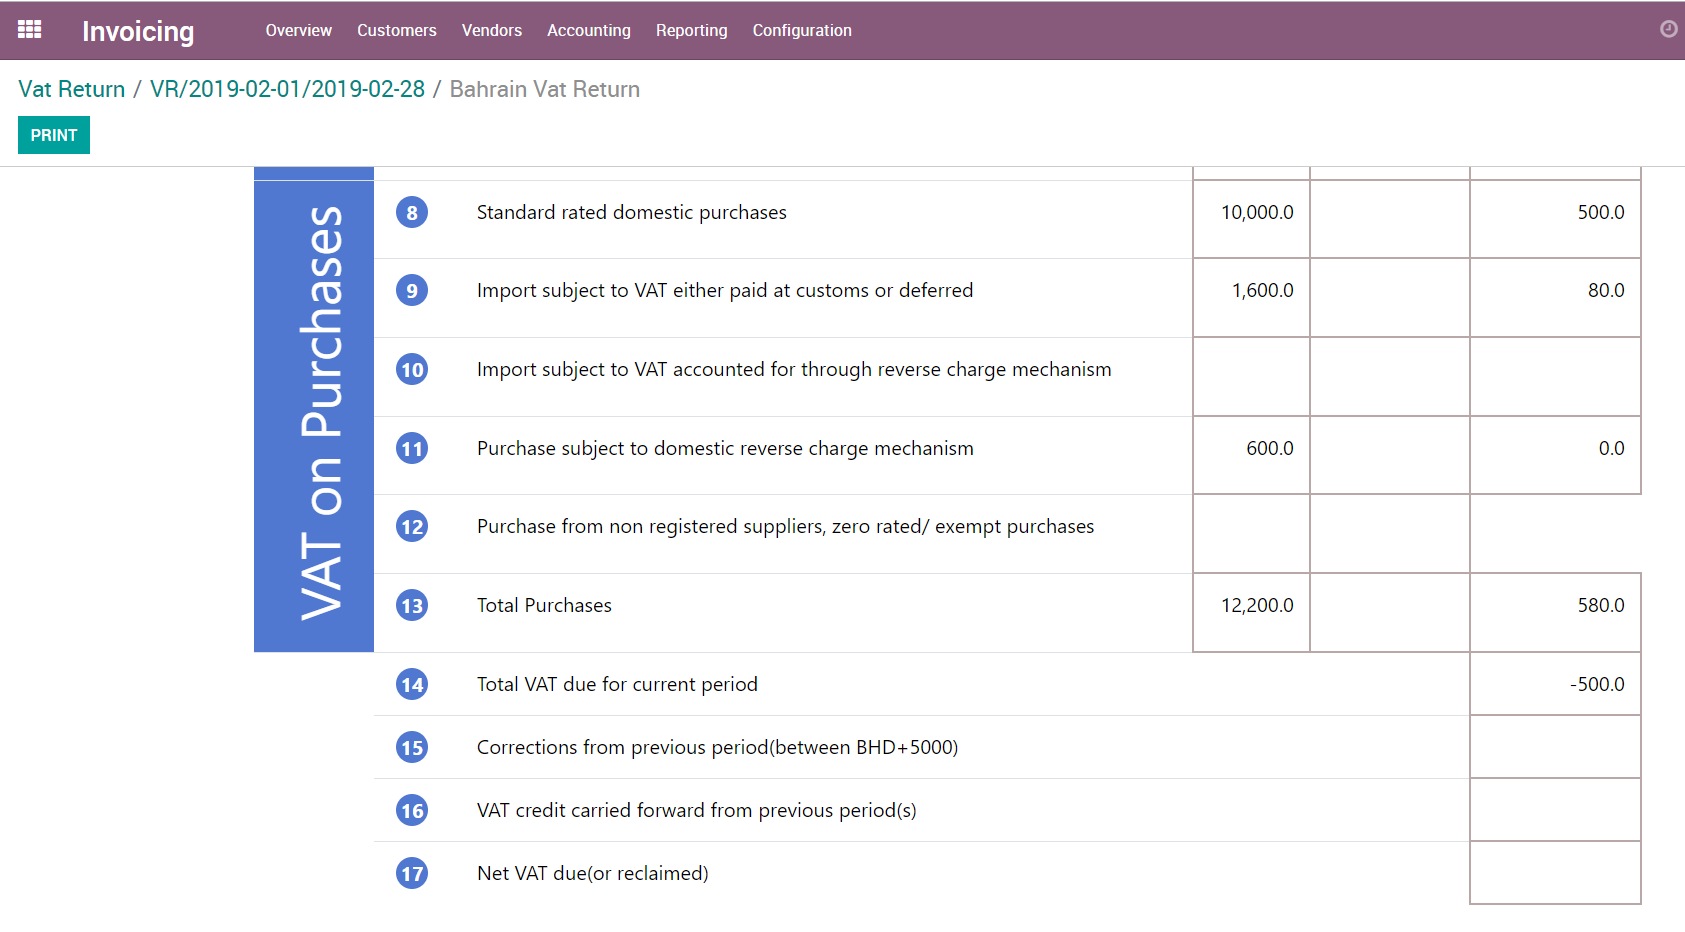 Invoicing Overview Customers Vendors Accounting Reporting Configuration
Vat Return / VR/2019-02-01/2019-02-28 / Bahrain Vat Return
PRINT
VAT on Purchases
8 Standard rated domestic purchases 10,000.0 500.0
9 Import subject to VAT either paid at customs or deferred 1,600.0 80.0
10 Import subject to VAT accounted for through reverse charge mechanism
11 Purchase subject to domestic reverse charge mechanism 600.0 0.0
12 Purchase from non registered suppliers, zero rated/ exempt purchases
13 Total Purchases 12,200.0 580.0
14 Total VAT due for current period -500.0
15 Corrections from previous period(between BHD+5000)
16 VAT credit carried forward from previous period(s)
17 Net VAT due(or reclaimed)